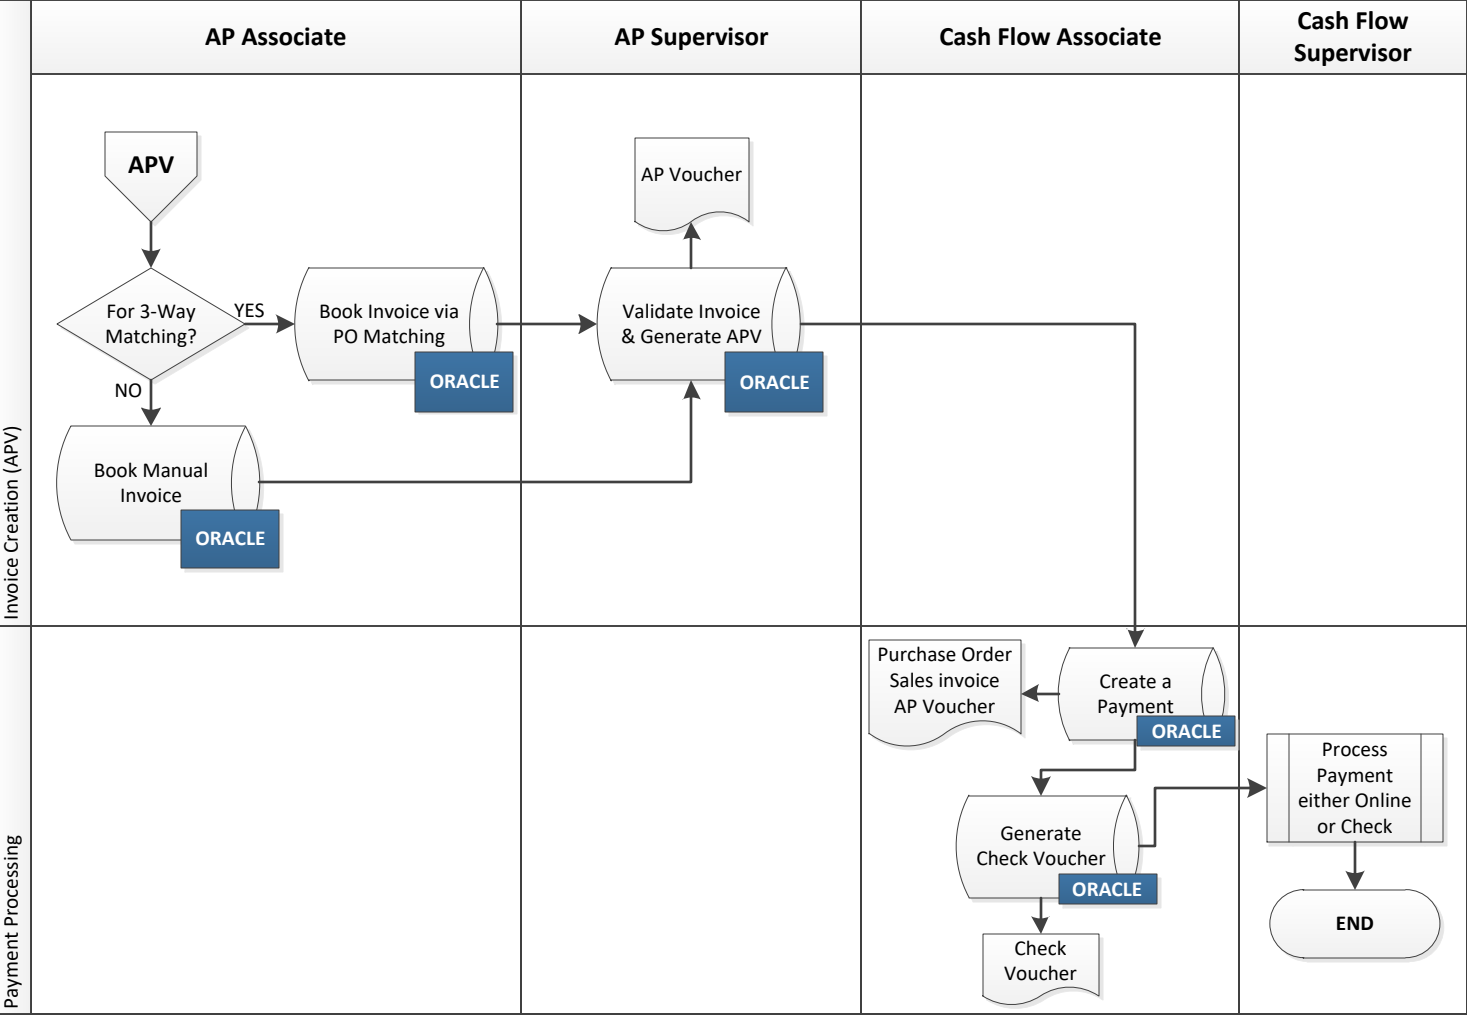 AP Associate
AP Supervisor
Cash Flow Associate
Cash Flow
Supervisor
Invoice Creation (APV)
APV
For 3-Way
Matching?
YES
NO
Book Invoice via
PO Matching
ORACLE
Book Manual
Invoice
ORACLE
AP Voucher
Validate Invoice
& Generate APV
ORACLE
Payment Processing
Purchase Order
Sales invoice
AP Voucher
Create a
Payment
ORACLE
Generate
Check Voucher
ORACLE
Check
Voucher
Process
Payment
either Online
or Check
END